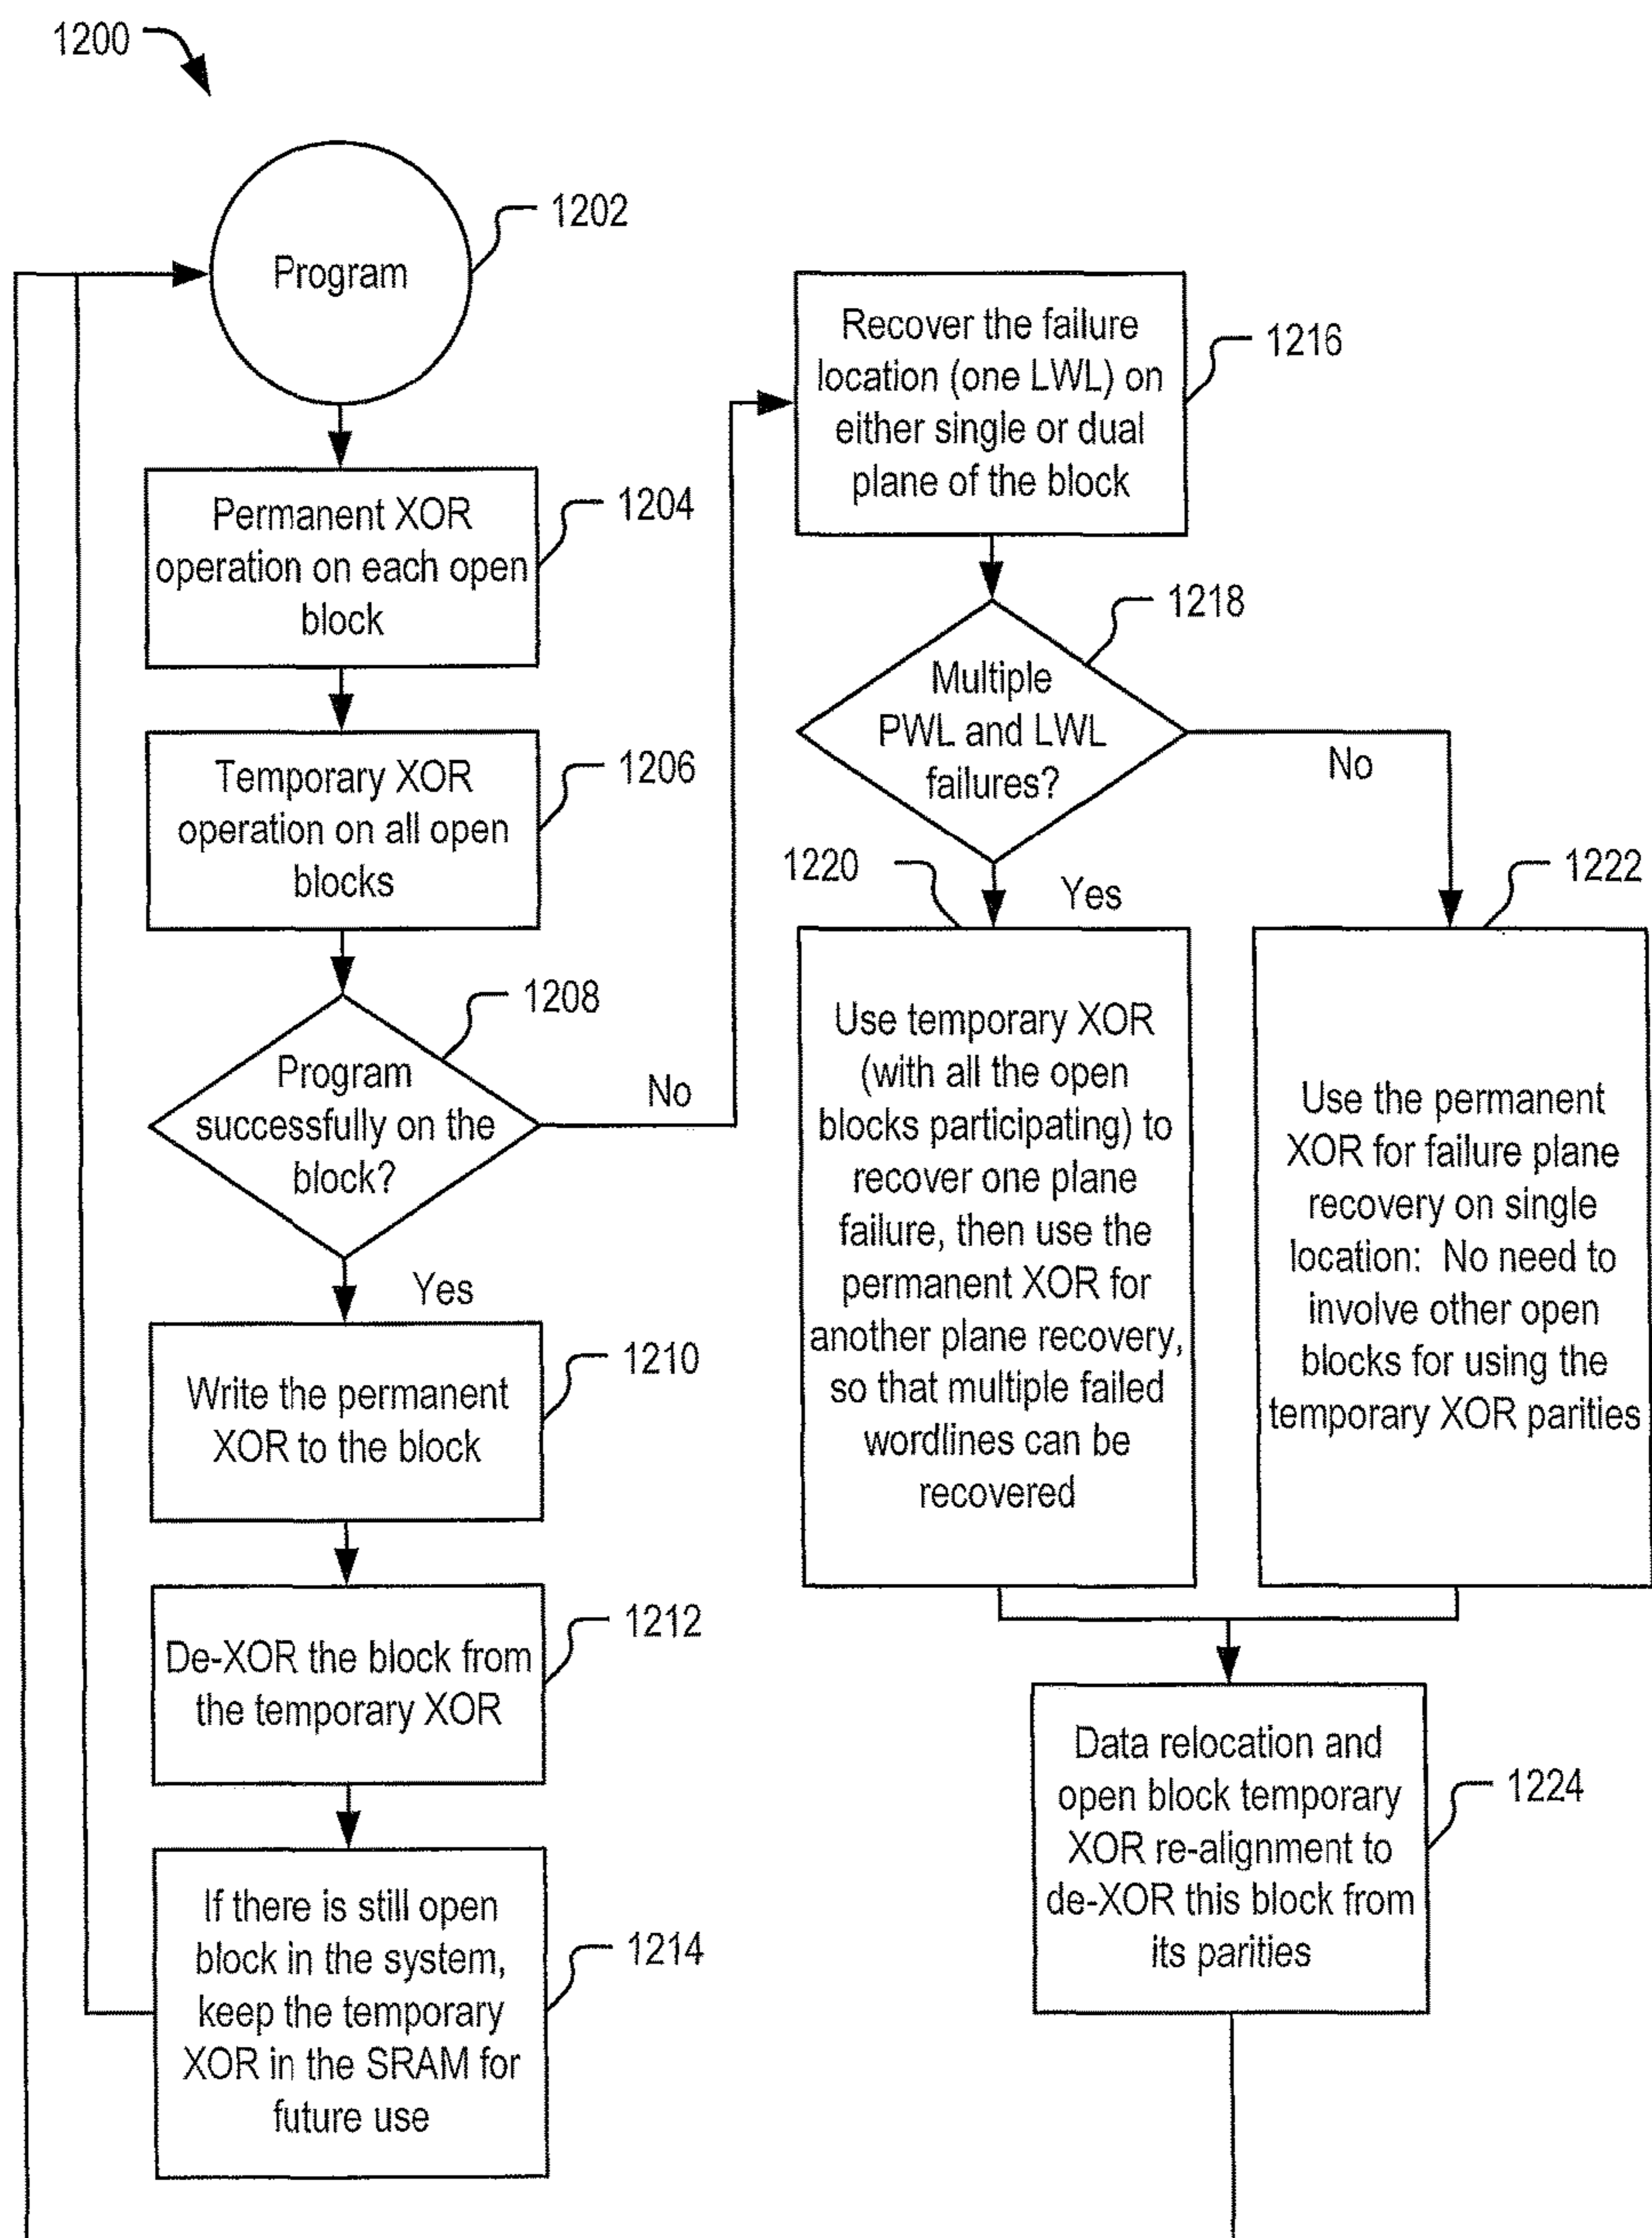 1200
1202
Program
1204
Permanent XOR
operation on each open
block
1206
Temporary XOR
operation on all open
blocks
1208
Program
successfully on the
block?
No
Yes
1210
Write the permanent
XOR to the block
1212
De-XOR the block from
the temporary XOR
1214
If there is still open
block in the system,
keep the temporary
XOR in the SRAM for
future use
1216
Recover the failure
location (one LWL) on
either single or dual
plane of the block
1218
Multiple
PWL and LWL
failures?
No
Yes
1220
Use temporary XOR
(with all the open
blocks participating) to
recover one plane
failure, then use the
permanent XOR for
another plane recovery,
so that multiple failed
wordlines can be
recovered
1222
Use the permanent
XOR for failure plane
recovery on single
location: No need to
involve other open
blocks for using the
temporary XOR parities
1224
Data relocation and
open block temporary
XOR re-alignment to
de-XOR this block from
its parities